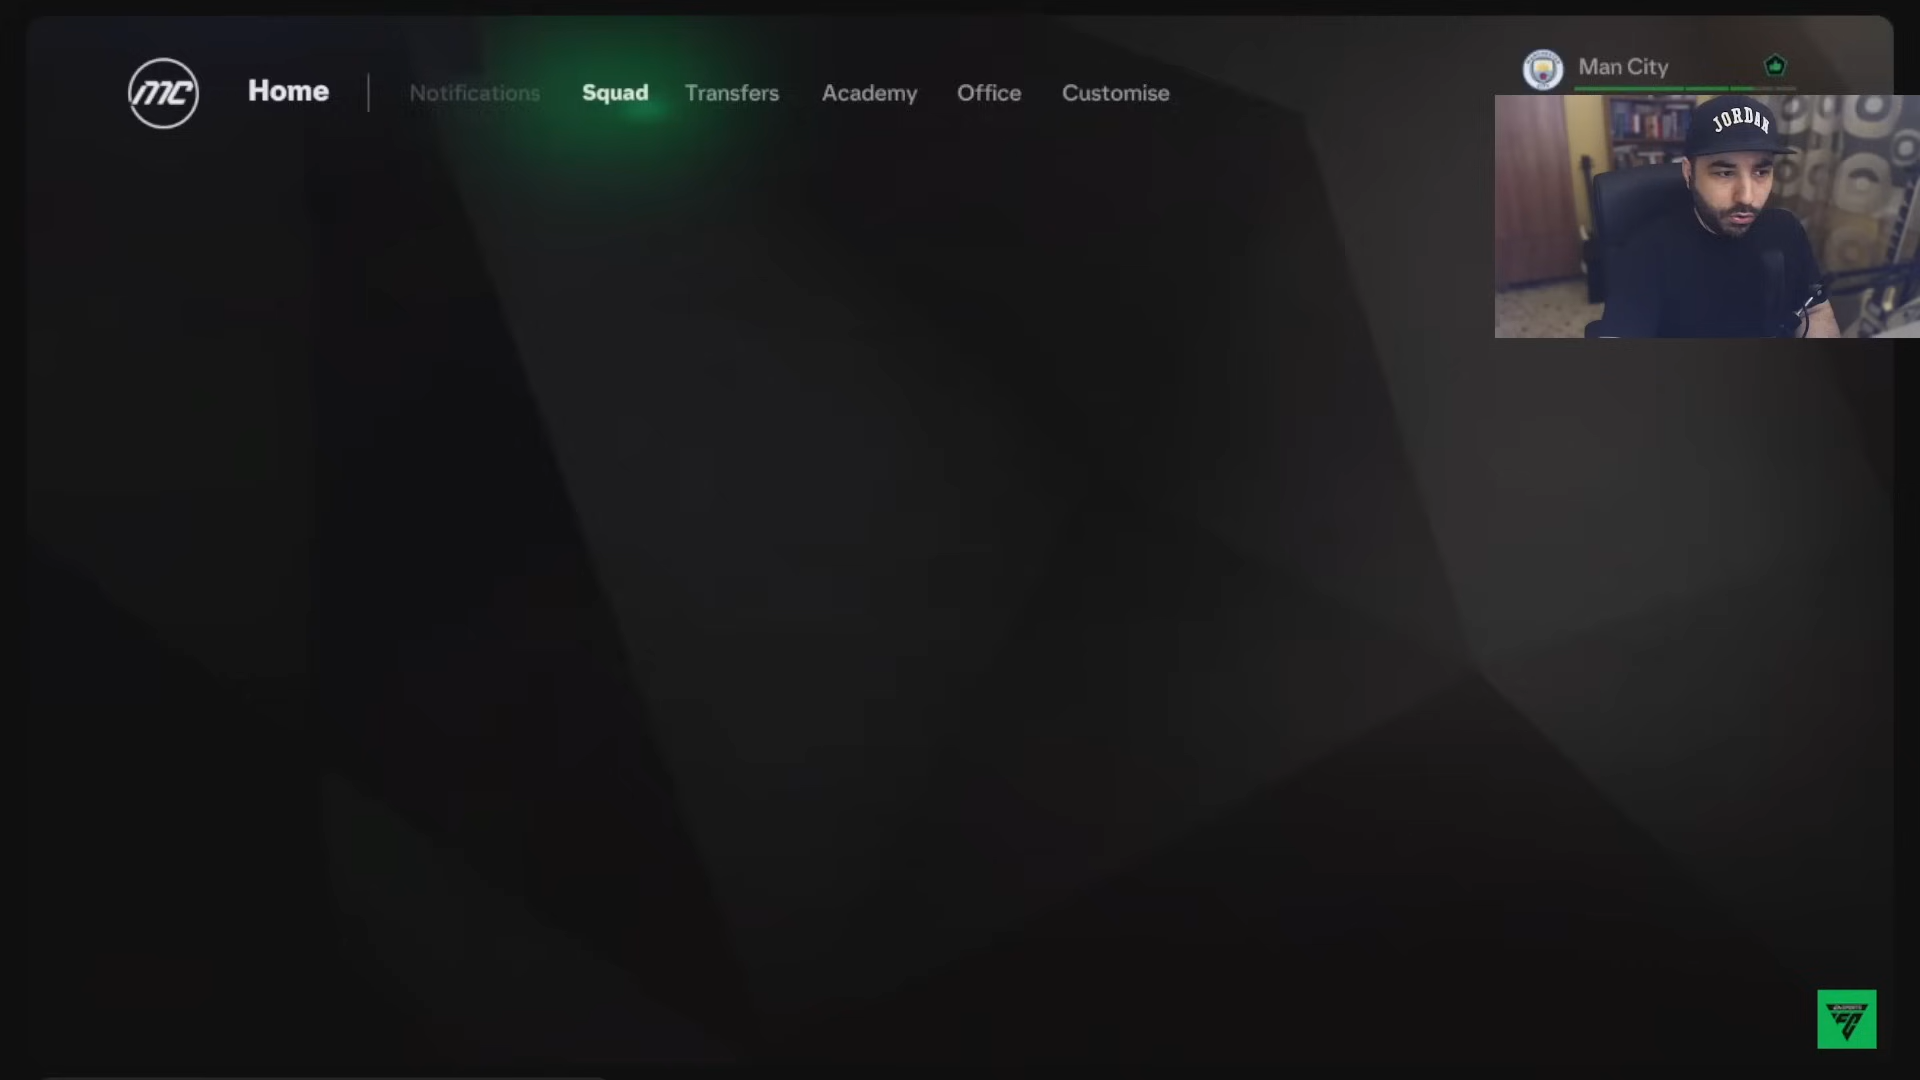 MC
Home
Notifications Squad Transfers Academy Office Customise
Man City
JORDAN